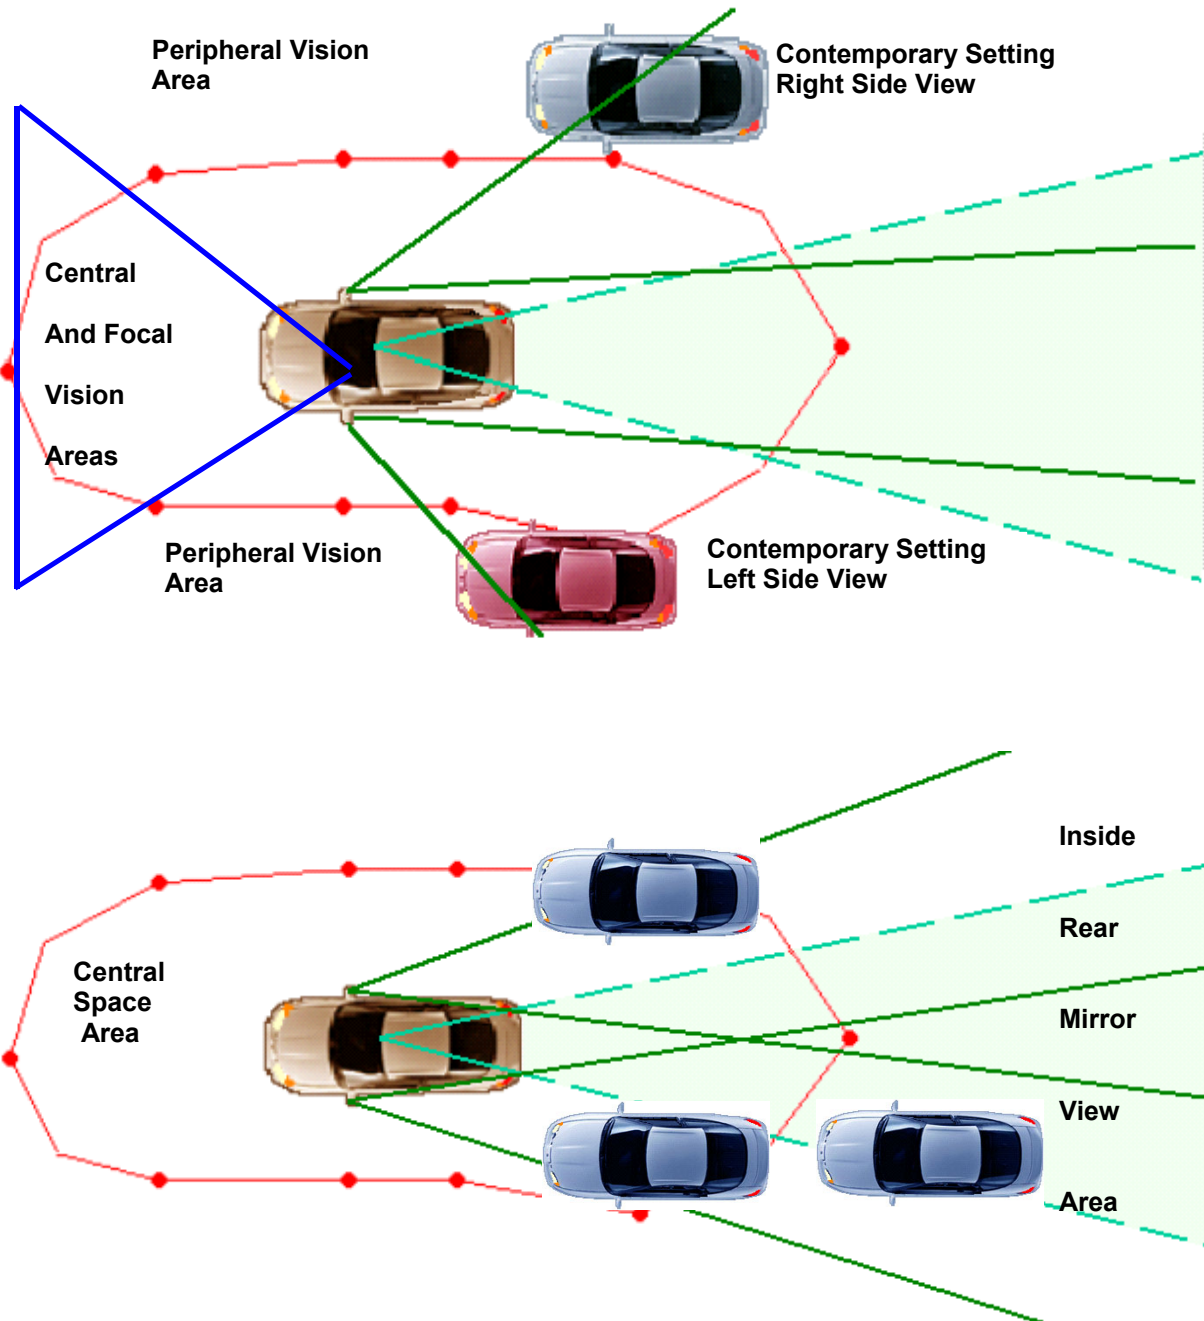 Peripheral Vision
Area
Contemporary Setting
Right Side View
Central
And Focal
Vision
Areas
Peripheral Vision
Area
Contemporary Setting
Left Side View
Inside
Rear
Central
Space
Area
Mirror
View
Area